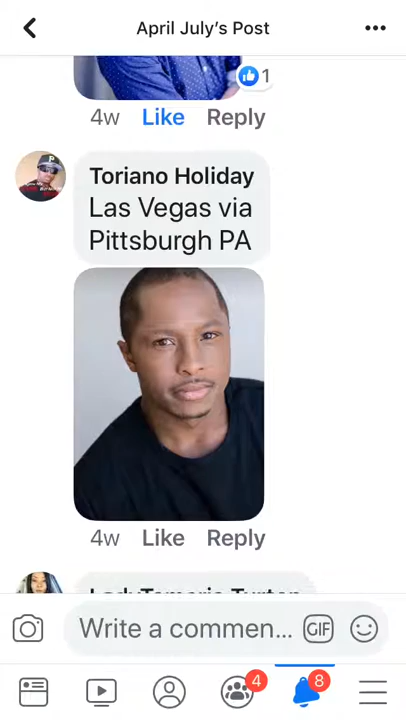 April July's Post
1
4w Like Reply
Toriano Holiday
Las Vegas via
Pittsburgh PA
4w Like Reply
Write a commen... GIF
4
8